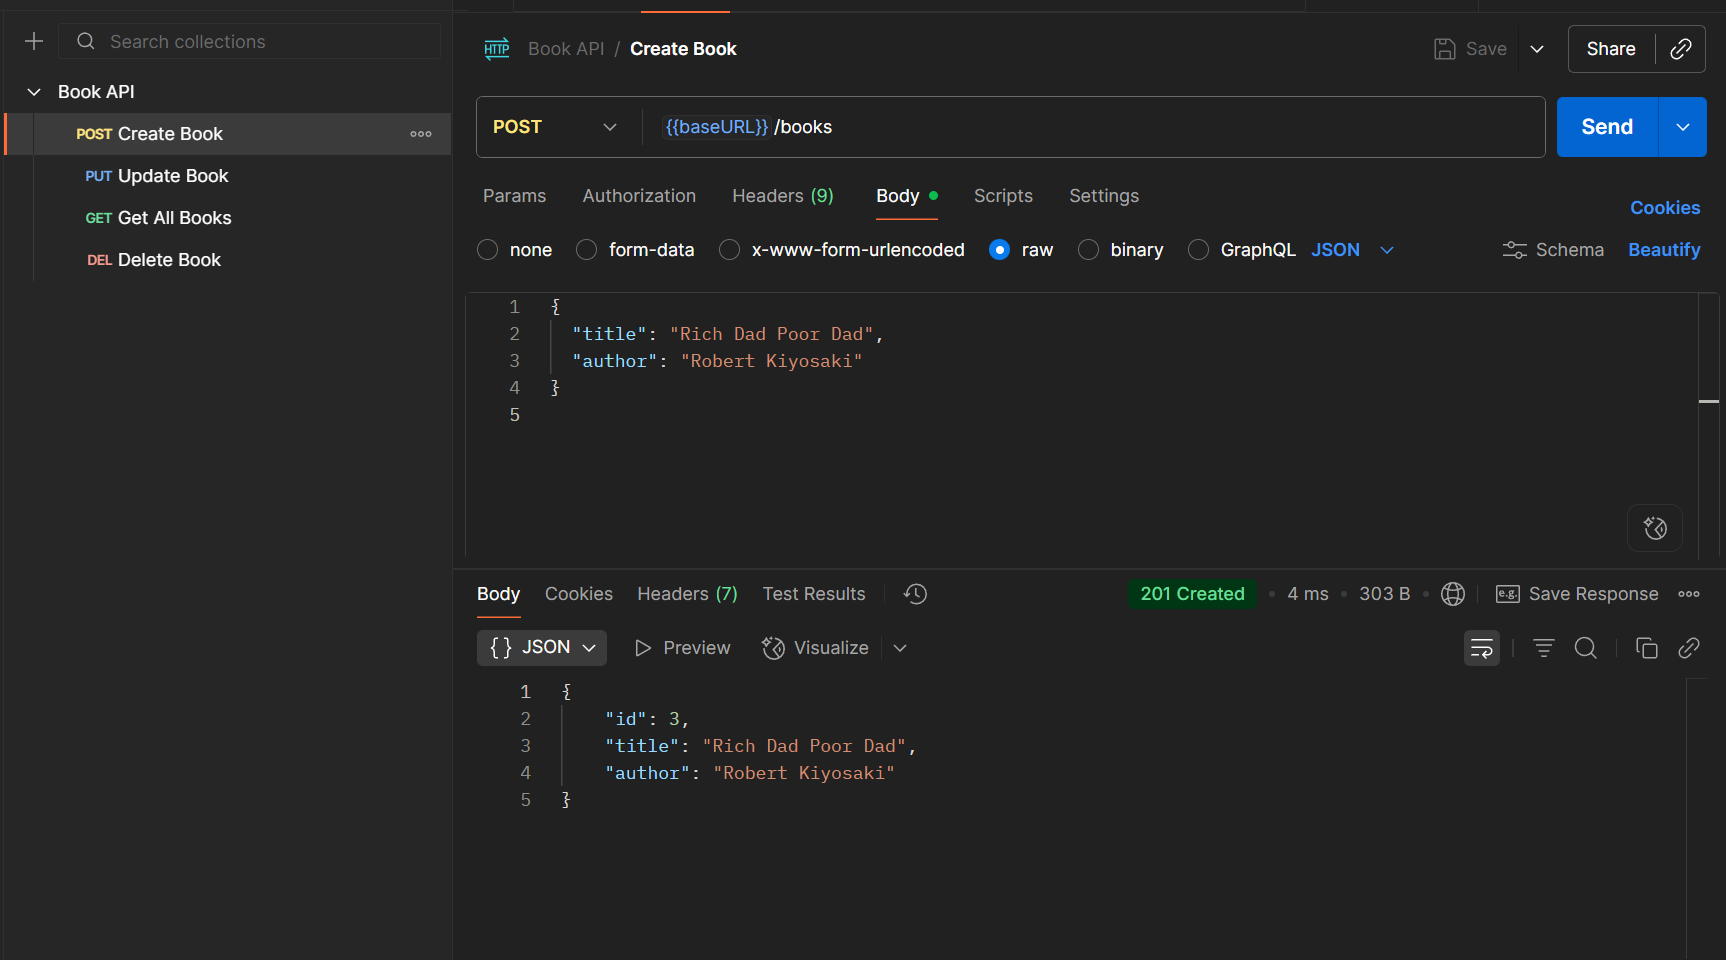 Search collections
Book API
POST Create Book
PUT Update Book
GET Get All Books
DEL Delete Book
HTTP Book API / Create Book
Save
Share
POST {{baseURL}} /books
Send
Params Authorization Headers (9) Body Scripts Settings
Cookies
none form-data x-www-form-urlencoded raw binary GraphQL JSON Schema Beautify
1 {
2 "title": "Rich Dad Poor Dad",
3 "author": "Robert Kiyosaki"
4 }
5
Body Cookies Headers (7) Test Results 201 Created • 4 ms • 303 B • e.g. Save Response
{} JSON Preview Visualize
1 {
2 "id": 3,
3 "title": "Rich Dad Poor Dad",
4 "author": "Robert Kiyosaki"
5 }